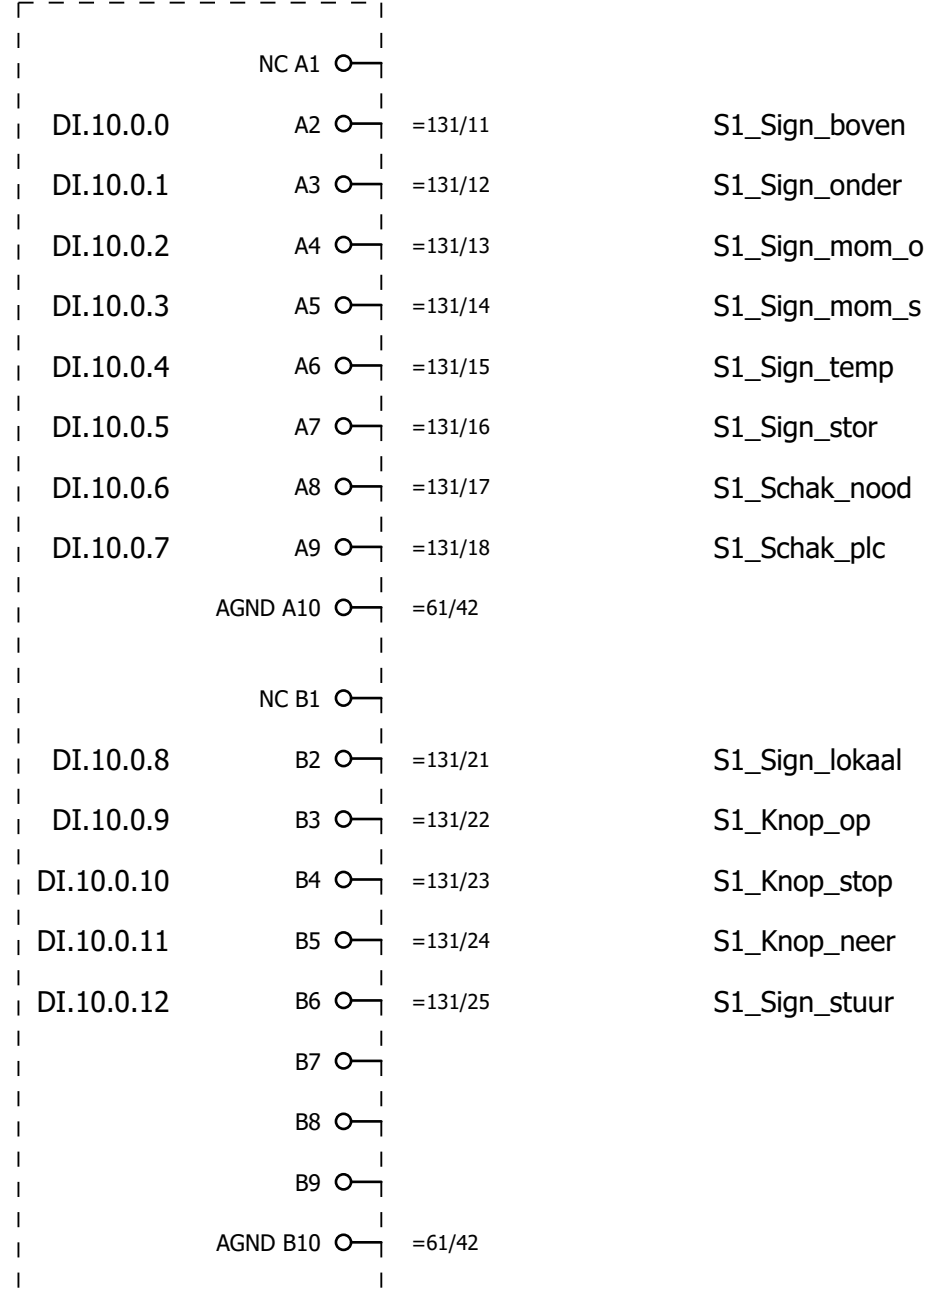 NC A1
DI.10.0.0 A2 =131/11 S1_Sign_boven
DI.10.0.1 A3 =131/12 S1_Sign_onder
DI.10.0.2 A4 =131/13 S1_Sign_mom_o
DI.10.0.3 A5 =131/14 S1_Sign_mom_s
DI.10.0.4 A6 =131/15 S1_Sign_temp
DI.10.0.5 A7 =131/16 S1_Sign_stor
DI.10.0.6 A8 =131/17 S1_Schak_nood
DI.10.0.7 A9 =131/18 S1_Schak_plc
AGND A10 =61/42
NC B1
DI.10.0.8 B2 =131/21 S1_Sign_lokaal
DI.10.0.9 B3 =131/22 S1_Knop_op
DI.10.0.10 B4 =131/23 S1_Knop_stop
DI.10.0.11 B5 =131/24 S1_Knop_neer
DI.10.0.12 B6 =131/25 S1_Sign_stuur
B7
B8
B9
AGND B10 =61/42